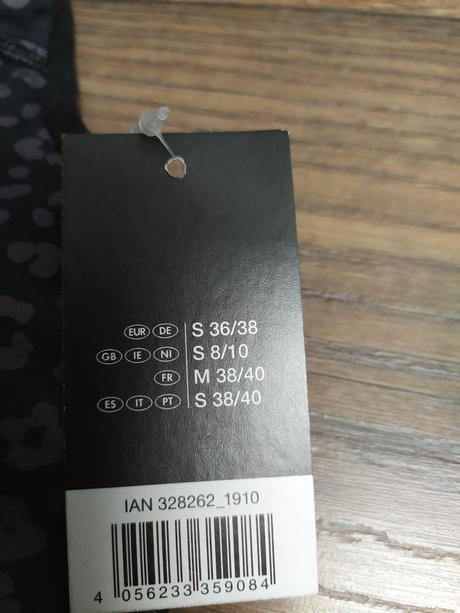 EUR DE S 36/38
GB IE NI S 8/10
FR M 38/40
ES IT PT S 38/40
IAN 328262_1910
4 056233 359084